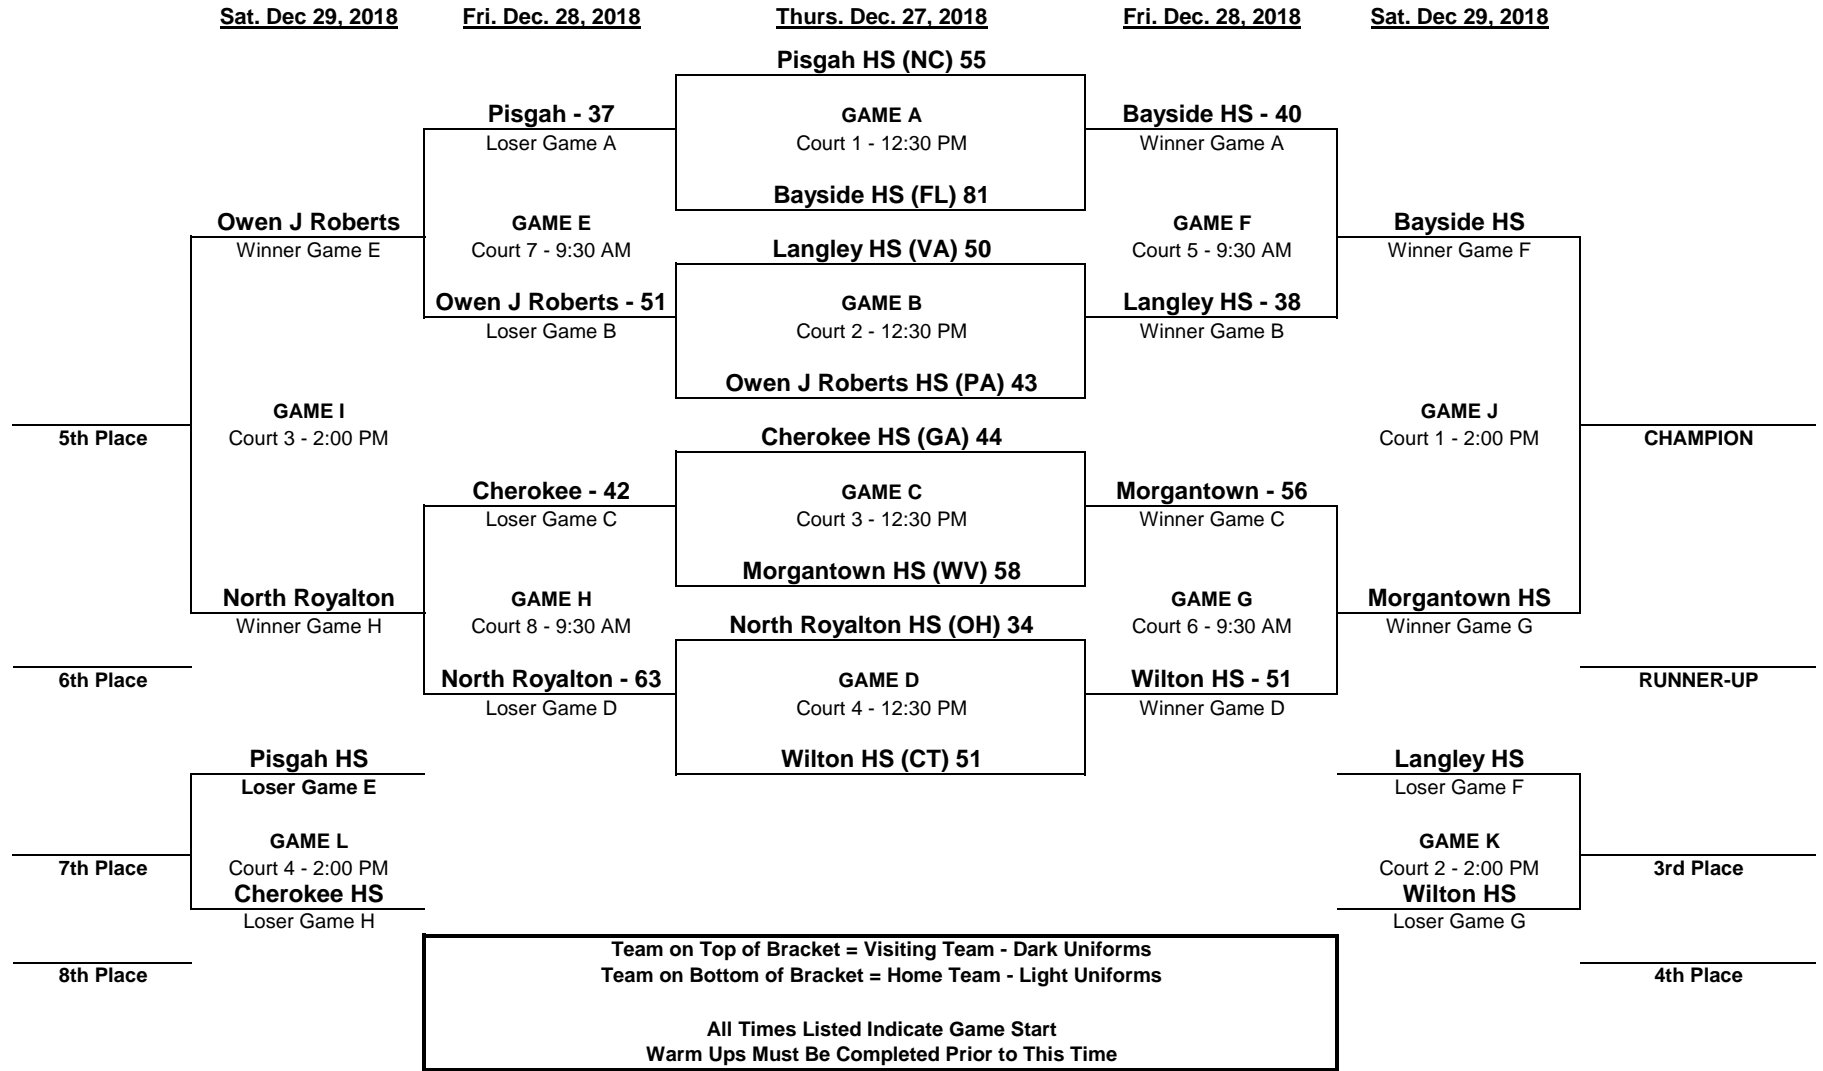 Sat. Dec 29, 2018 Fri. Dec. 28, 2018 Thurs. Dec. 27, 2018 Fri. Dec. 28, 2018 Sat. Dec 29, 2018
Pisgah HS (NC) 55
Pisgah - 37 GAME A Bayside HS - 40
Loser Game A Court 1 - 12:30 PM Winner Game A
Bayside HS (FL) 81
Owen J Roberts GAME E GAME F Bayside HS
Winner Game E Court 7 - 9:30 AM Langley HS (VA) 50 Court 5 - 9:30 AM Winner Game F
Owen J Roberts - 51 GAME B Langley HS - 38
Loser Game B Court 2 - 12:30 PM Winner Game B
Owen J Roberts HS (PA) 43
GAME I GAME J
5th Place Court 3 - 2:00 PM Cherokee HS (GA) 44 Court 1 - 2:00 PM CHAMPION
Cherokee - 42 GAME C Morgantown - 56
Loser Game C Court 3 - 12:30 PM Winner Game C
Morgantown HS (WV) 58
North Royalton GAME H GAME G Morgantown HS
Winner Game H Court 8 - 9:30 AM North Royalton HS (OH) 34 Court 6 - 9:30 AM Winner Game G
6th Place North Royalton - 63 GAME D Wilton HS - 51 RUNNER-UP
Loser Game D Court 4 - 12:30 PM Winner Game D
Pisgah HS Wilton HS (CT) 51 Langley HS
Loser Game E Loser Game F
GAME L GAME K
7th Place Court 4 - 2:00 PM Court 2 - 2:00 PM 3rd Place
Cherokee HS Wilton HS
Loser Game H Loser Game G
Team on Top of Bracket = Visiting Team - Dark Uniforms
8th Place Team on Bottom of Bracket = Home Team - Light Uniforms 4th Place
All Times Listed Indicate Game Start
Warm Ups Must Be Completed Prior to This Time